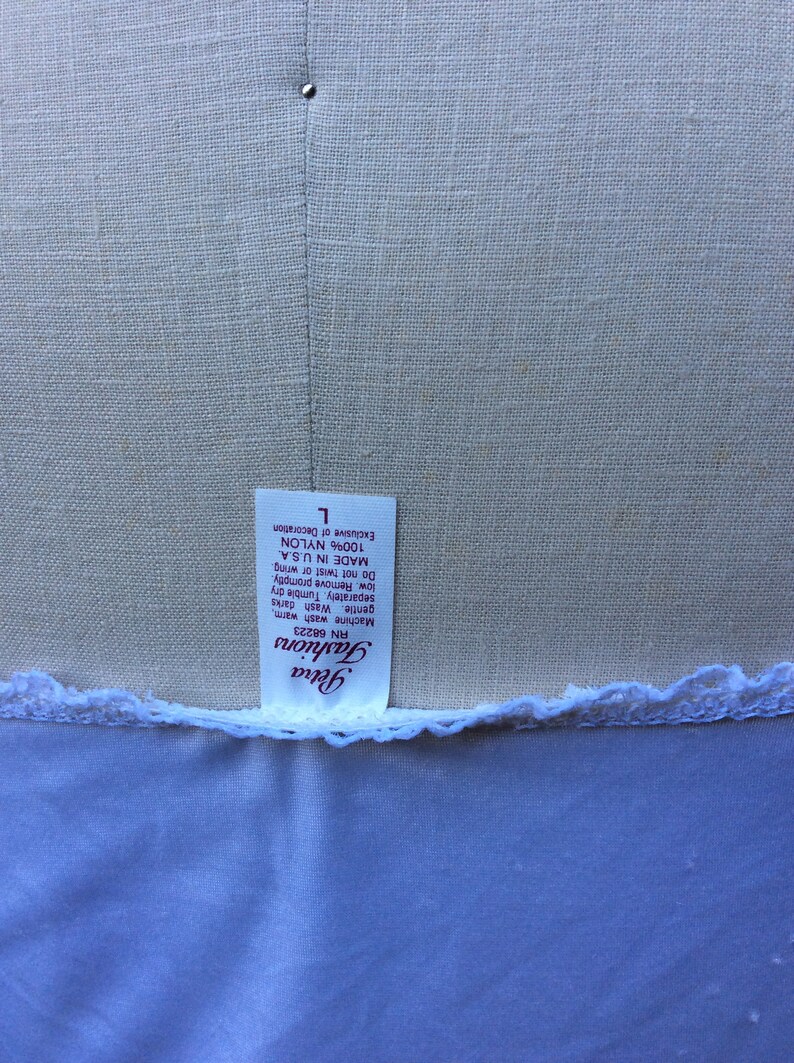 Petra
Fashions
RN 68223
Machine wash warm,
gentle. Wash darks
separately. Tumble dry
low. Remove promptly.
Do not twist or wring.
MADE IN U.S.A.
100% NYLON
Exclusive of Decoration
L